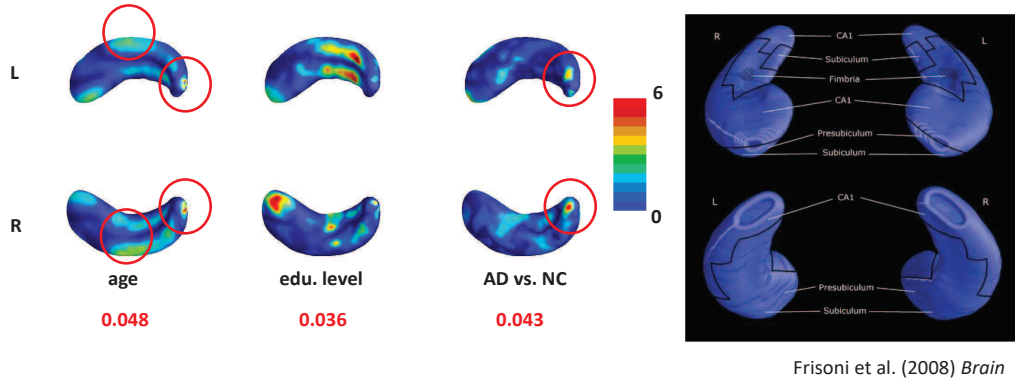 L
R
6
0
age
edu. level
AD vs. NC
0.048
0.036
0.043
R
L
CA1
Subiculum
Fimbria
CA1
Presubiculum
Subiculum
L
R
CA1
Presubiculum
Subiculum
Frisoni et al. (2008) Brain